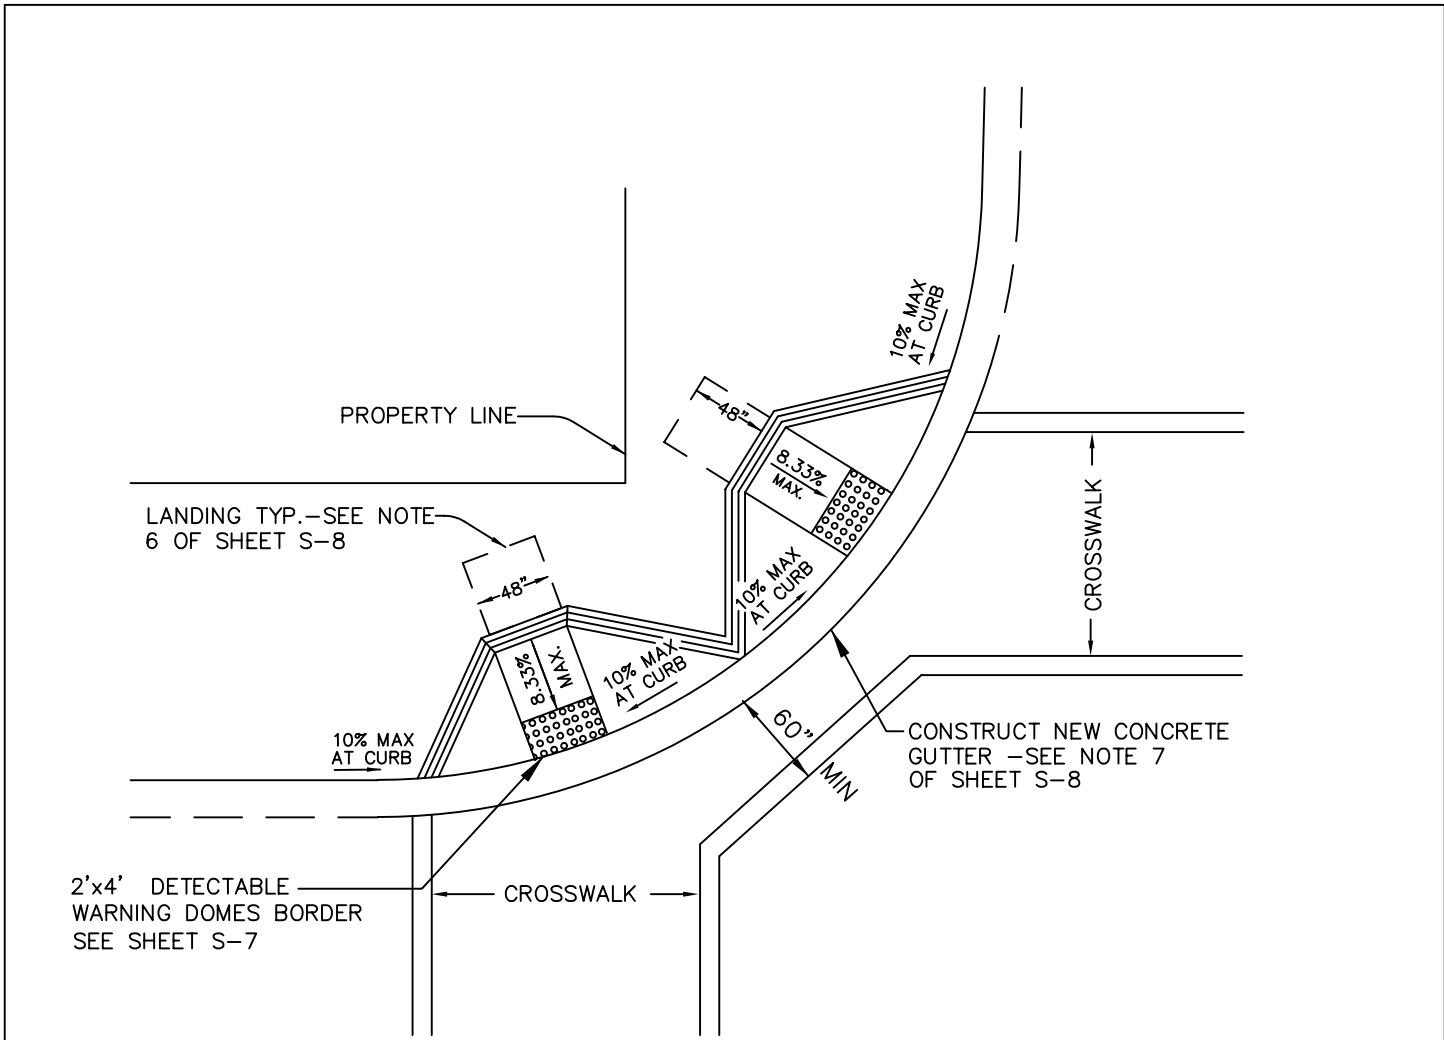 10% MAX
AT CURB
PROPERTY LINE
48"
8.33%
MAX.
LANDING TYP.-SEE NOTE
6 OF SHEET S-8
CROSSWALK
48"
10% MAX
AT CURB
8.33%
MAX.
10% MAX
AT CURB
10% MAX
AT CURB
60"
MIN
CONSTRUCT NEW CONCRETE
GUTTER -SEE NOTE 7
OF SHEET S-8
2'x4' DETECTABLE
WARNING DOMES BORDER
SEE SHEET S-7
CROSSWALK